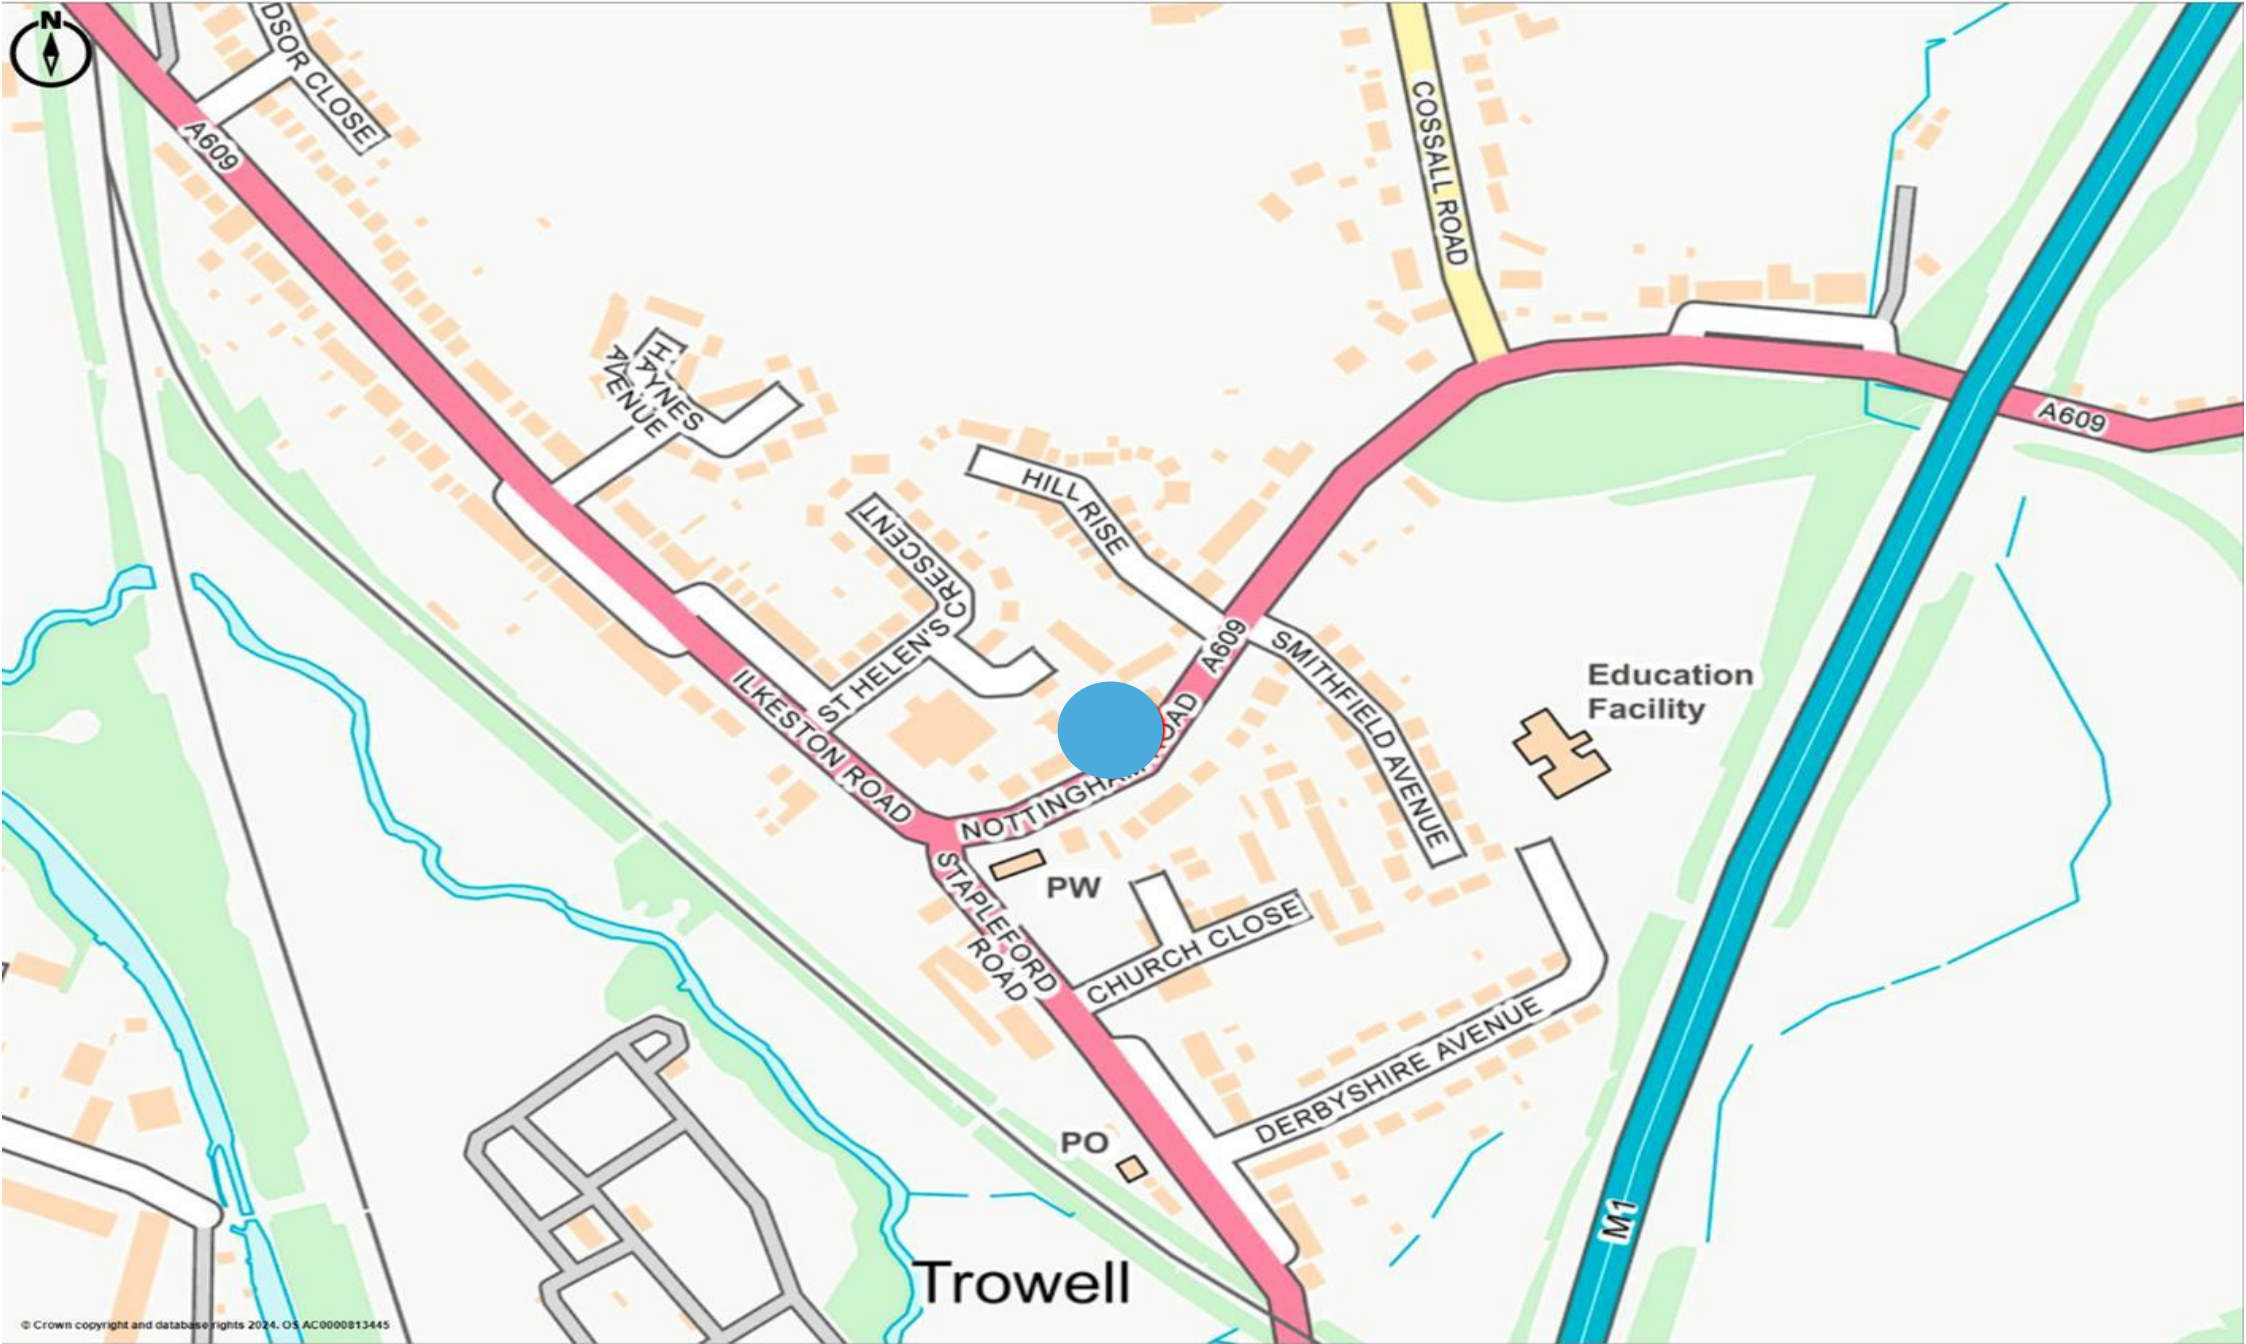 N
DSOR CLOSE
A609
COSSALL ROAD
A609
HAYNES
AVENUE
HILL RISE
ST HELEN'S CRESCENT
A609
SMITHFIELD AVENUE
Education
Facility
ILKESTON ROAD
NOTTINGHAM ROAD
STAPLEFORD
ROAD
PW
CHURCH CLOSE
DERBYSHIRE AVENUE
PO
M1
Trowell
© Crown copyright and database rights 2024. OS AC0000813445